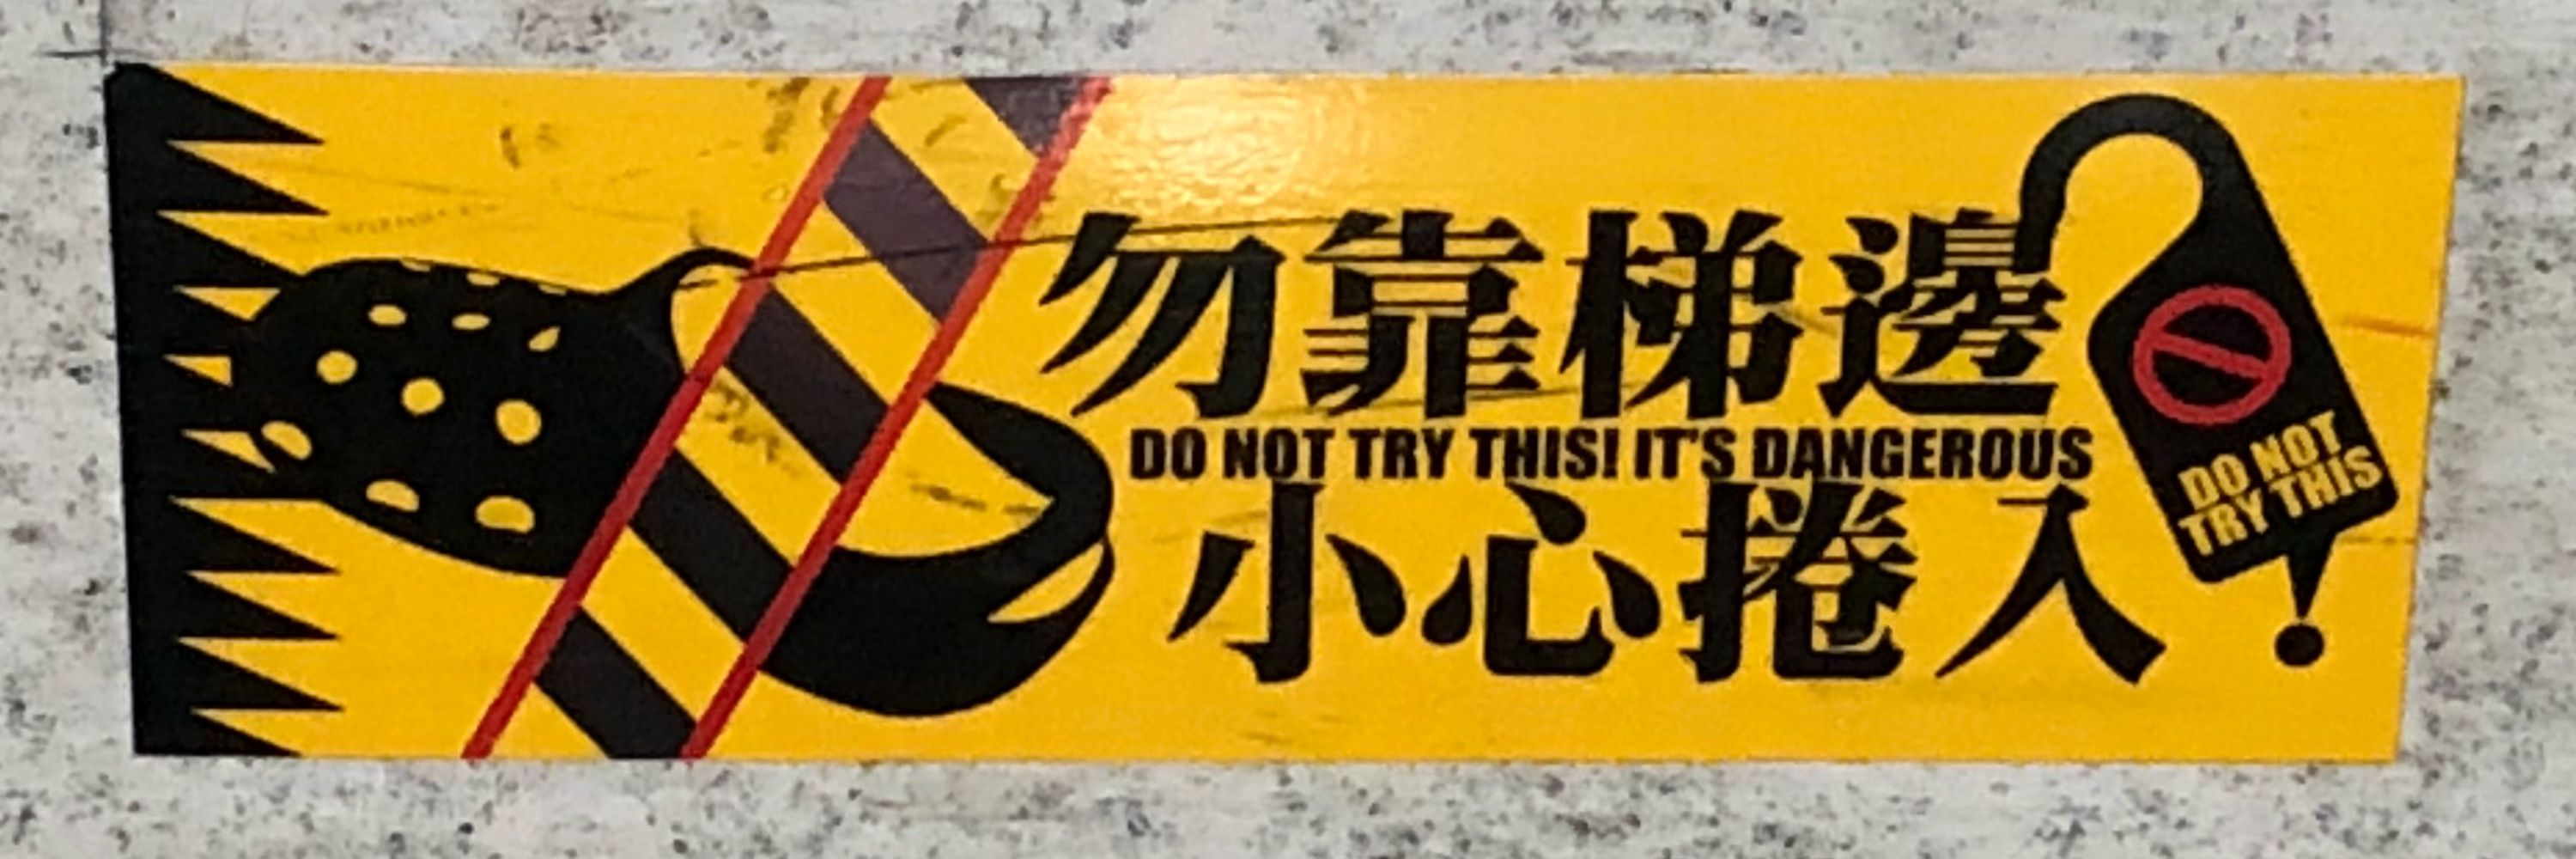 勿靠梯邊
DO NOT TRY THIS! IT'S DANGEROUS
小心捲入
DO NOT
TRY THIS